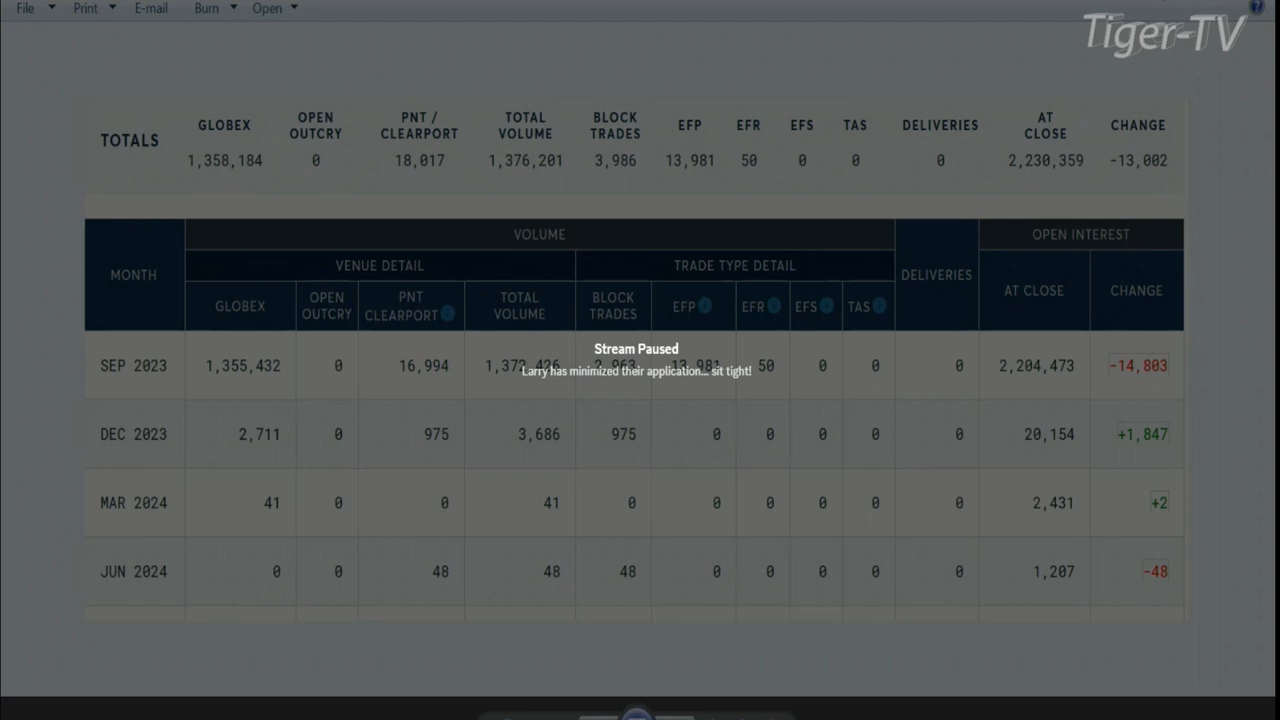 File Print E-mail Burn Open
Tiger-TV
TOTALS GLOBEX OPEN OUTCRY PNT / CLEARPORT TOTAL VOLUME BLOCK TRADES EFP EFR EFS TAS DELIVERIES AT CLOSE CHANGE
1,358,184 0 18,017 1,376,201 3,986 13,981 50 0 0 0 2,230,359 -13,002
MONTH VOLUME DELIVERIES OPEN INTEREST
VENUE DETAIL TRADE TYPE DETAIL
GLOBEX OPEN OUTCRY PNT CLEARPORT TOTAL VOLUME BLOCK TRADES EFP EFR EFS TAS AT CLOSE CHANGE
SEP 2023 1,355,432 0 16,994 1,372,426 2,963 13,981 50 0 0 0 2,204,473 -14,803
Stream Paused
Larry has minimized their application... sit tight!
DEC 2023 2,711 0 975 3,686 975 0 0 0 0 0 20,154 +1,847
MAR 2024 41 0 0 41 0 0 0 0 0 0 2,431 +2
JUN 2024 0 0 48 48 48 0 0 0 0 0 1,207 -48